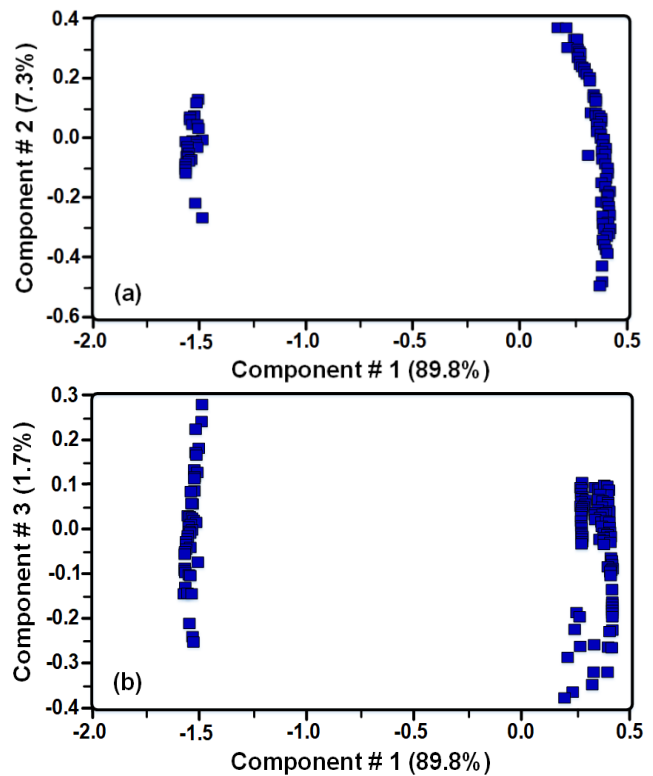 0.4
0.2
0.0
-0.2
-0.4
-0.6
Component # 2 (7.3%)
(a)
-2.0 -1.5 -1.0 -0.5 0.0 0.5
Component # 1 (89.8%)
0.3
0.2
0.1
0.0
-0.1
-0.2
-0.3
-0.4
Component # 3 (1.7%)
(b)
-2.0 -1.5 -1.0 -0.5 0.0 0.5
Component # 1 (89.8%)